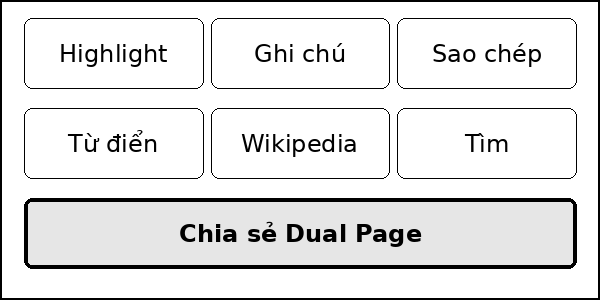 Highlight Ghi chú Sao chép
Từ điển Wikipedia Tìm
Chia sẻ Dual Page